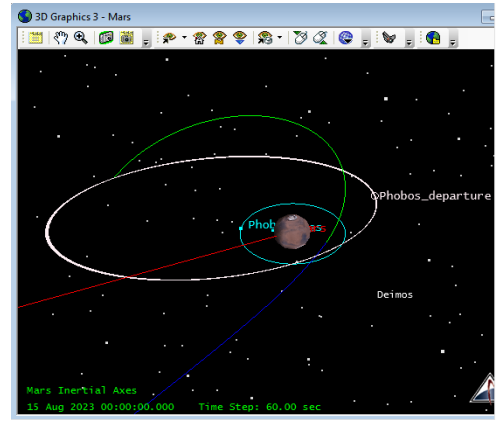 3D Graphics 3 - Mars
Phobos_departure
Deimos
Mars Inertial Axes
15 Aug 2023 00:00:00.000 Time Step: 60.00 sec